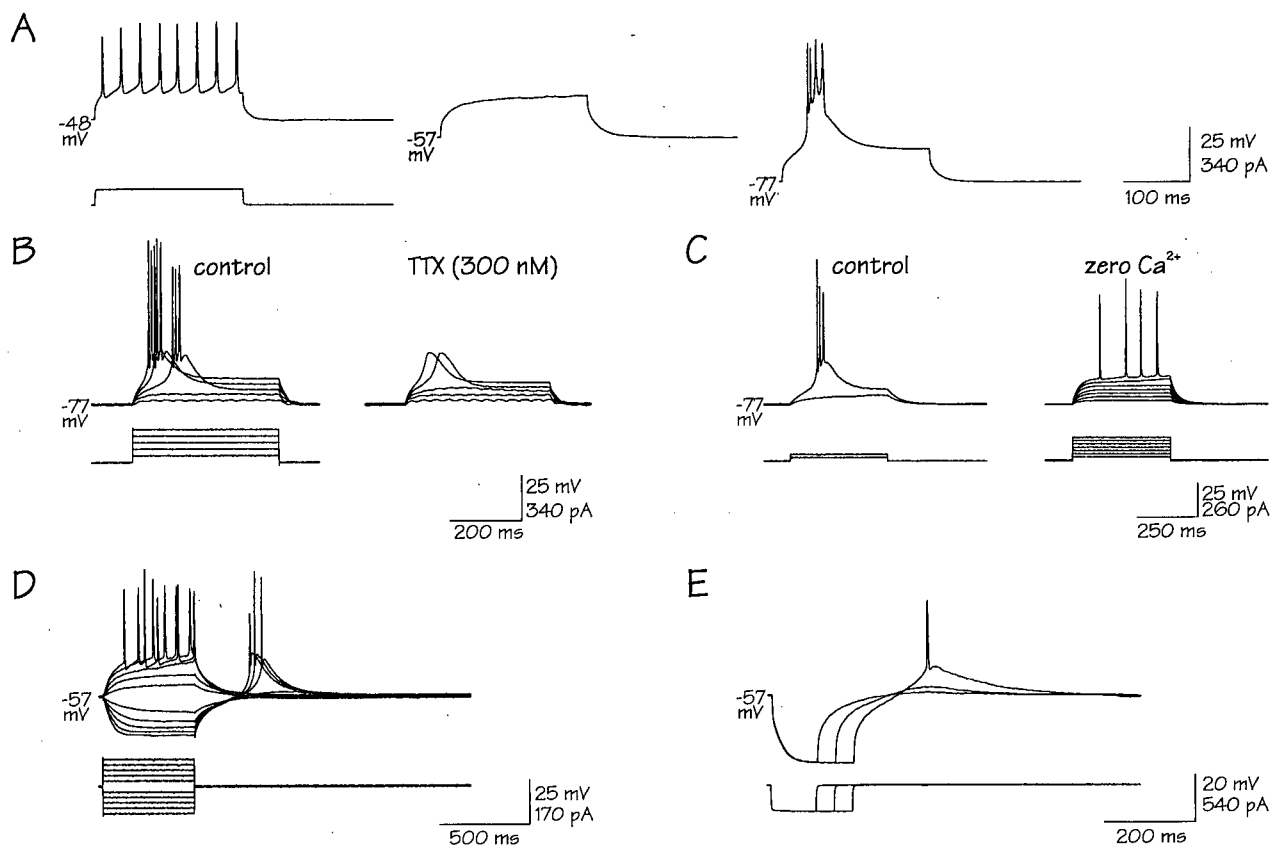 A
-48
mV
-57
mV
-77
mV
25 mV
340 pA
100 ms
B
control
TTX (300 nM)
-77
mV
25 mV
340 pA
200 ms
C
control
zero Ca²⁺
-77
mV
25 mV
260 pA
250 ms
D
-57
mV
25 mV
170 pA
500 ms
E
-57
mV
20 mV
540 pA
200 ms